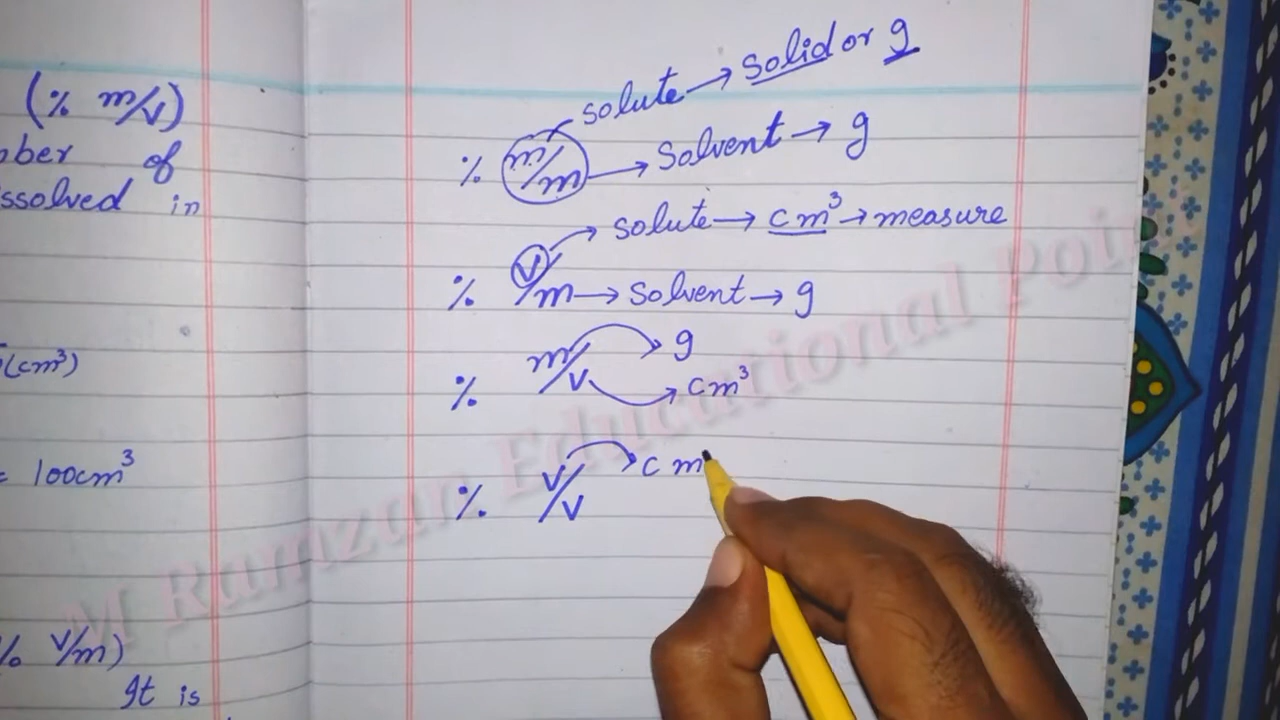 (% m/v)
ber of
ssolved in
(cm³)
= 100cm³
% v/m)
It is
solute → solid or g
% m/m → solvent → g
solute → cm³ → measure
% v/m → solvent → g
% m/v → g
→ cm³
% v/v → cm
M Ramzan Educational Point